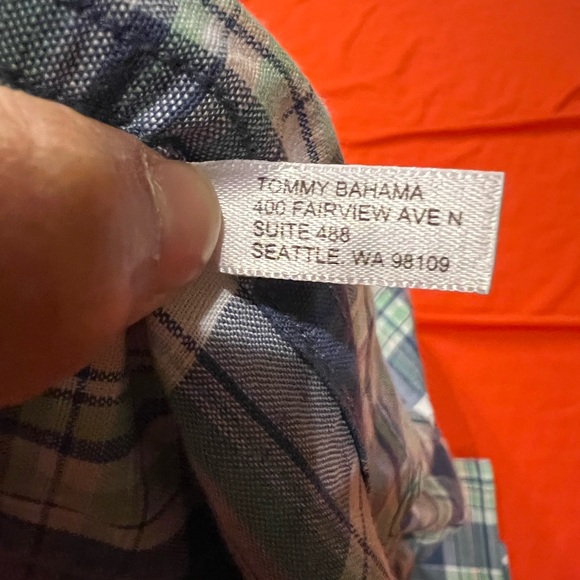 TOMMY BAHAMA
400 FAIRVIEW AVE N
SUITE 488
SEATTLE, WA 98109